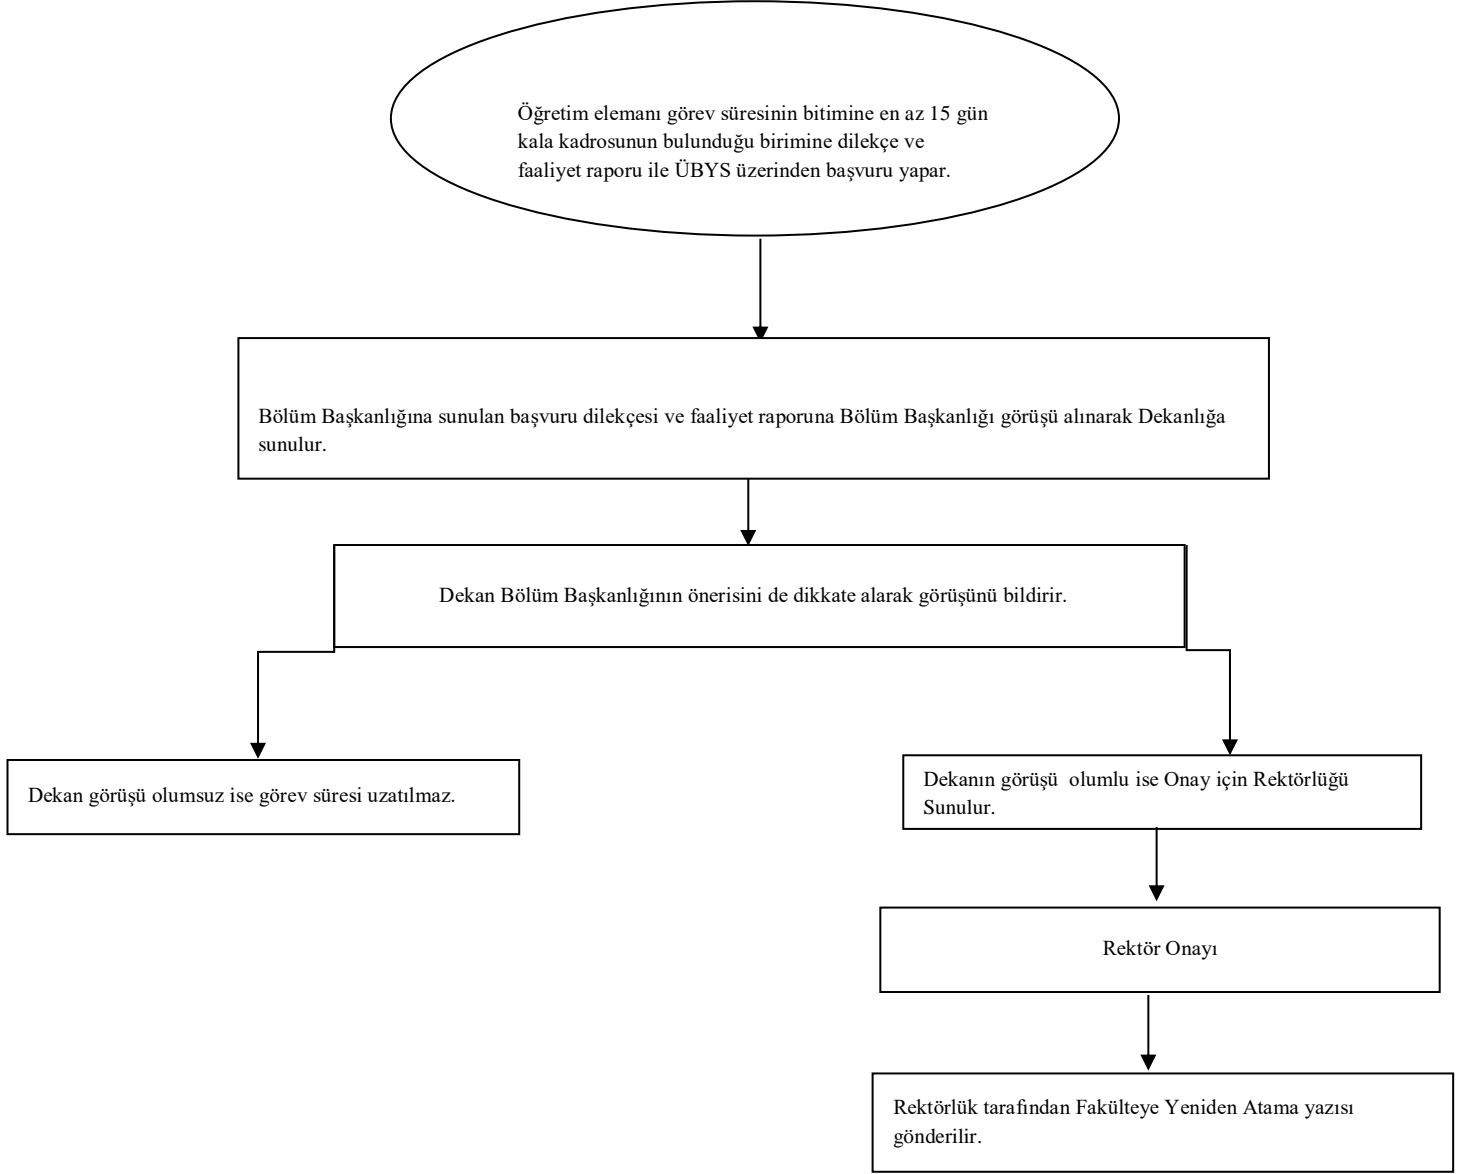 Öğretim elemanı görev süresinin bitimine en az 15 gün
kala kadrosunun bulunduğu birimine dilekçe ve
faaliyet raporu ile ÜBYS üzerinden başvuru yapar.
Bölüm Başkanlığına sunulan başvuru dilekçesi ve faaliyet raporuna Bölüm Başkanlığı görüşü alınarak Dekanlığa
sunulur.
Dekan Bölüm Başkanlığının önerisini de dikkate alarak görüşünü bildirir.
Dekan görüşü olumsuz ise görev süresi uzatılmaz.
Dekanın görüşü  olumlu ise Onay için Rektörlüğü
Sunulur.
Rektör Onayı
Rektörlük tarafından Fakülteye Yeniden Atama yazısı
gönderilir.